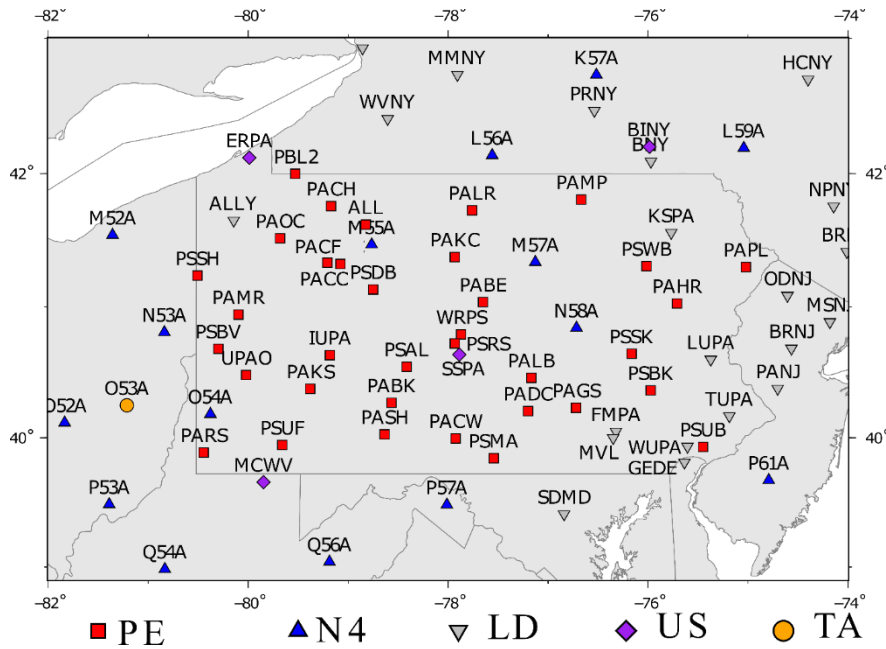 −82 −80 −78 −76 −74
MMNY K57A HCNY
WVNY PRNY
ERPA L56A BINY L59A
PBL2 BNY
42° 42°
PACH PALR PAMP NPNY
M52A ALLY ALL KSPA
PAOC M55A BRN
PSSH PACF PAKC M57A PSWB PAPL
PACC PSDB ODNJ
N53A PAMR PABE PAHR MSNJ
PSBV IUPA WRPS N58A BRNJ
UPAO PSAL PSRS PSSK LUPA
O53A PAKS SSPA PALB PANJ
O52A O54A PABK PADC PAGS PSBK TUPA
40° 40°
PARS PSUF PASH PACW FMPA PSUB
MCWV PSMA MVL WUPA
GEDE P61A
P53A P57A SDMD
Q54A Q56A
−82° −80° −78° −76° −74°
PE N4 LD US TA